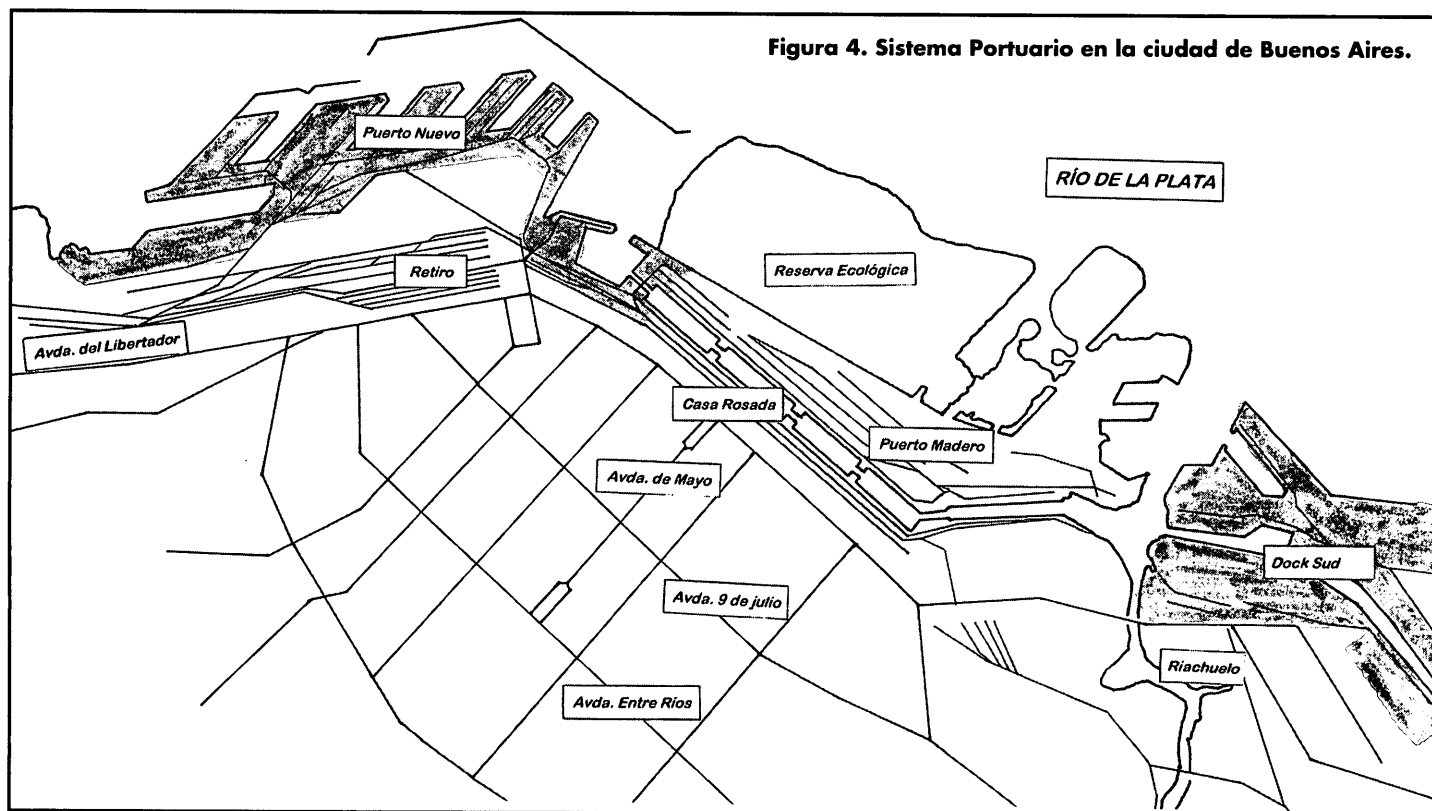 Figura 4. Sistema Portuario en la ciudad de Buenos Aires.
Puerto Nuevo
RÍO DE LA PLATA
Retiro
Reserva Ecológica
Avda. del Libertador
Casa Rosada
Puerto Madero
Avda. de Mayo
Dock Sud
Avda. 9 de julio
Riachuelo
Avda. Entre Ríos